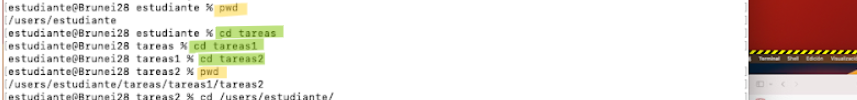 estudiante@Brunei28 estudiante % pwd
/users/estudiante
estudiante@Brunei28 estudiante % cd tareas
estudiante@Brunei28 tareas % cd tareas1
estudiante@Brunei28 tareas1 % cd tareas2
estudiante@Brunei28 tareas2 % pwd
/users/estudiante/tareas/tareas1/tareas2
estudiante@Brunei28 tareas2 % cd /users/estudiante/
Terminal Shell Edición Visualizació